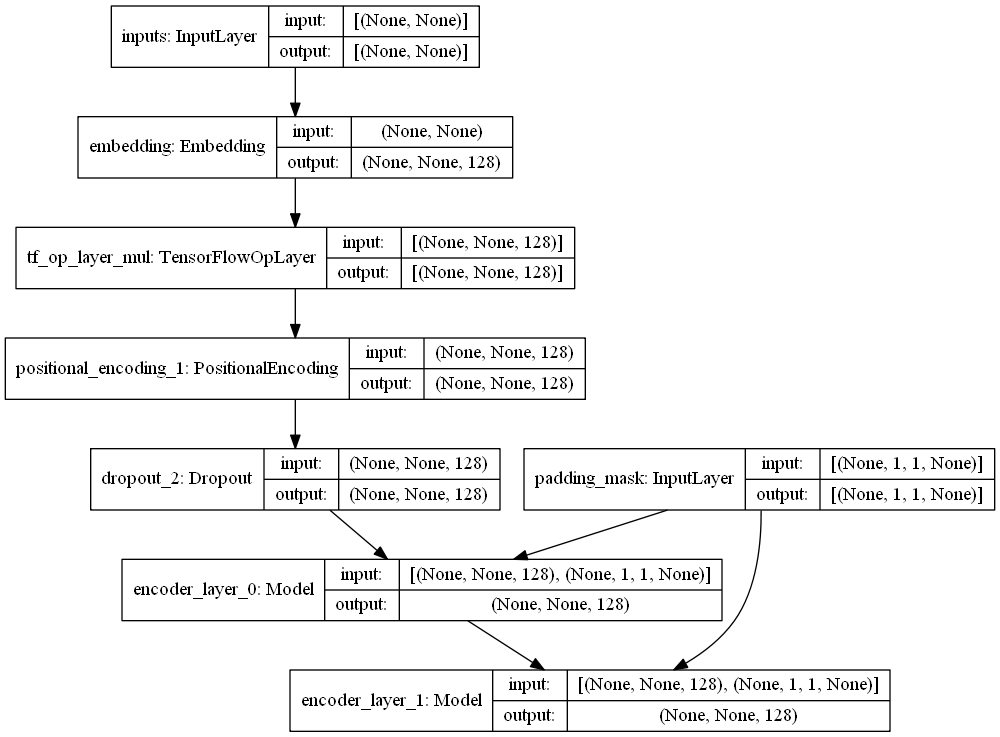 inputs: InputLayer
input:
[(None, None)]
output:
[(None, None)]
embedding: Embedding
input:
(None, None)
output:
(None, None, 128)
tf_op_layer_mul: TensorFlowOpLayer
input:
[(None, None, 128)]
output:
[(None, None, 128)]
positional_encoding_1: PositionalEncoding
input:
(None, None, 128)
output:
(None, None, 128)
dropout_2: Dropout
input:
(None, None, 128)
output:
(None, None, 128)
padding_mask: InputLayer
input:
[(None, 1, 1, None)]
output:
[(None, 1, 1, None)]
encoder_layer_0: Model
input:
[(None, None, 128), (None, 1, 1, None)]
output:
(None, None, 128)
encoder_layer_1: Model
input:
[(None, None, 128), (None, 1, 1, None)]
output:
(None, None, 128)